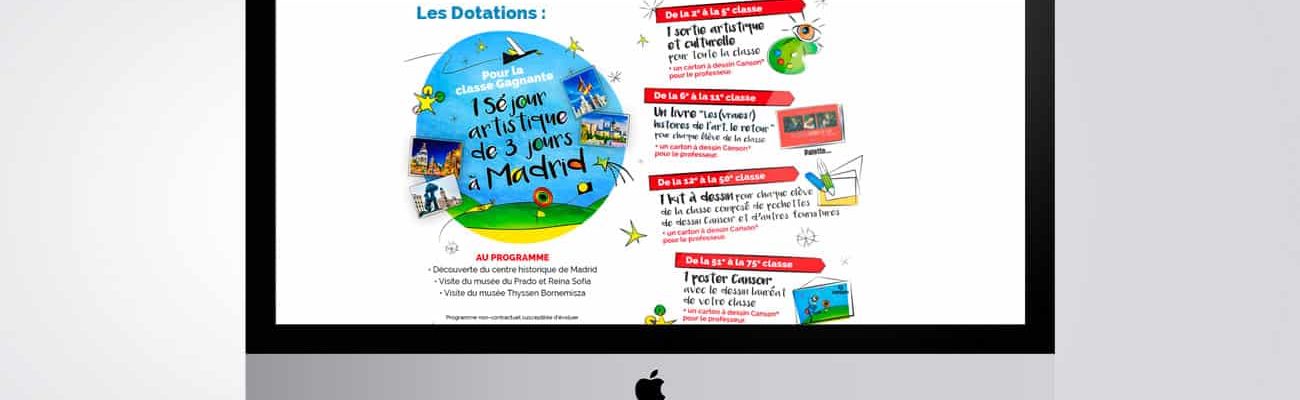 Les Dotations :
Pour la
classe Gagnante
1 Séjour
artistique
de 3 jours
à Madrid
AU PROGRAMME
• Découverte du centre historique de Madrid
• Visite du musée du Prado et Reina Sofia
• Visite du musée Thyssen Bornemisza
Programme non-contractuel susceptible d'évoluer
De la 2e à la 5e classe
1 sortie artistique
et culturelle
pour toute la classe
• un carton à dessin Canson®
pour le professeur
De la 6e à la 11e classe
Un livre "Les (vraies!)
histoires de l'art, le retour"
pour chaque élève de la classe
• un carton à dessin Canson®
pour le professeur.
Palette...
De la 12e à la 50e classe
1 kit à dessin pour chaque élève
de la classe composé de pochettes
de dessin Canson® et d'autres fournitures
• un carton à dessin Canson®
pour le professeur
De la 51e à la 75e classe
1 poster Canson®
avec le dessin lauréat
de votre classe
• un carton à dessin Canson®
pour le professeur.